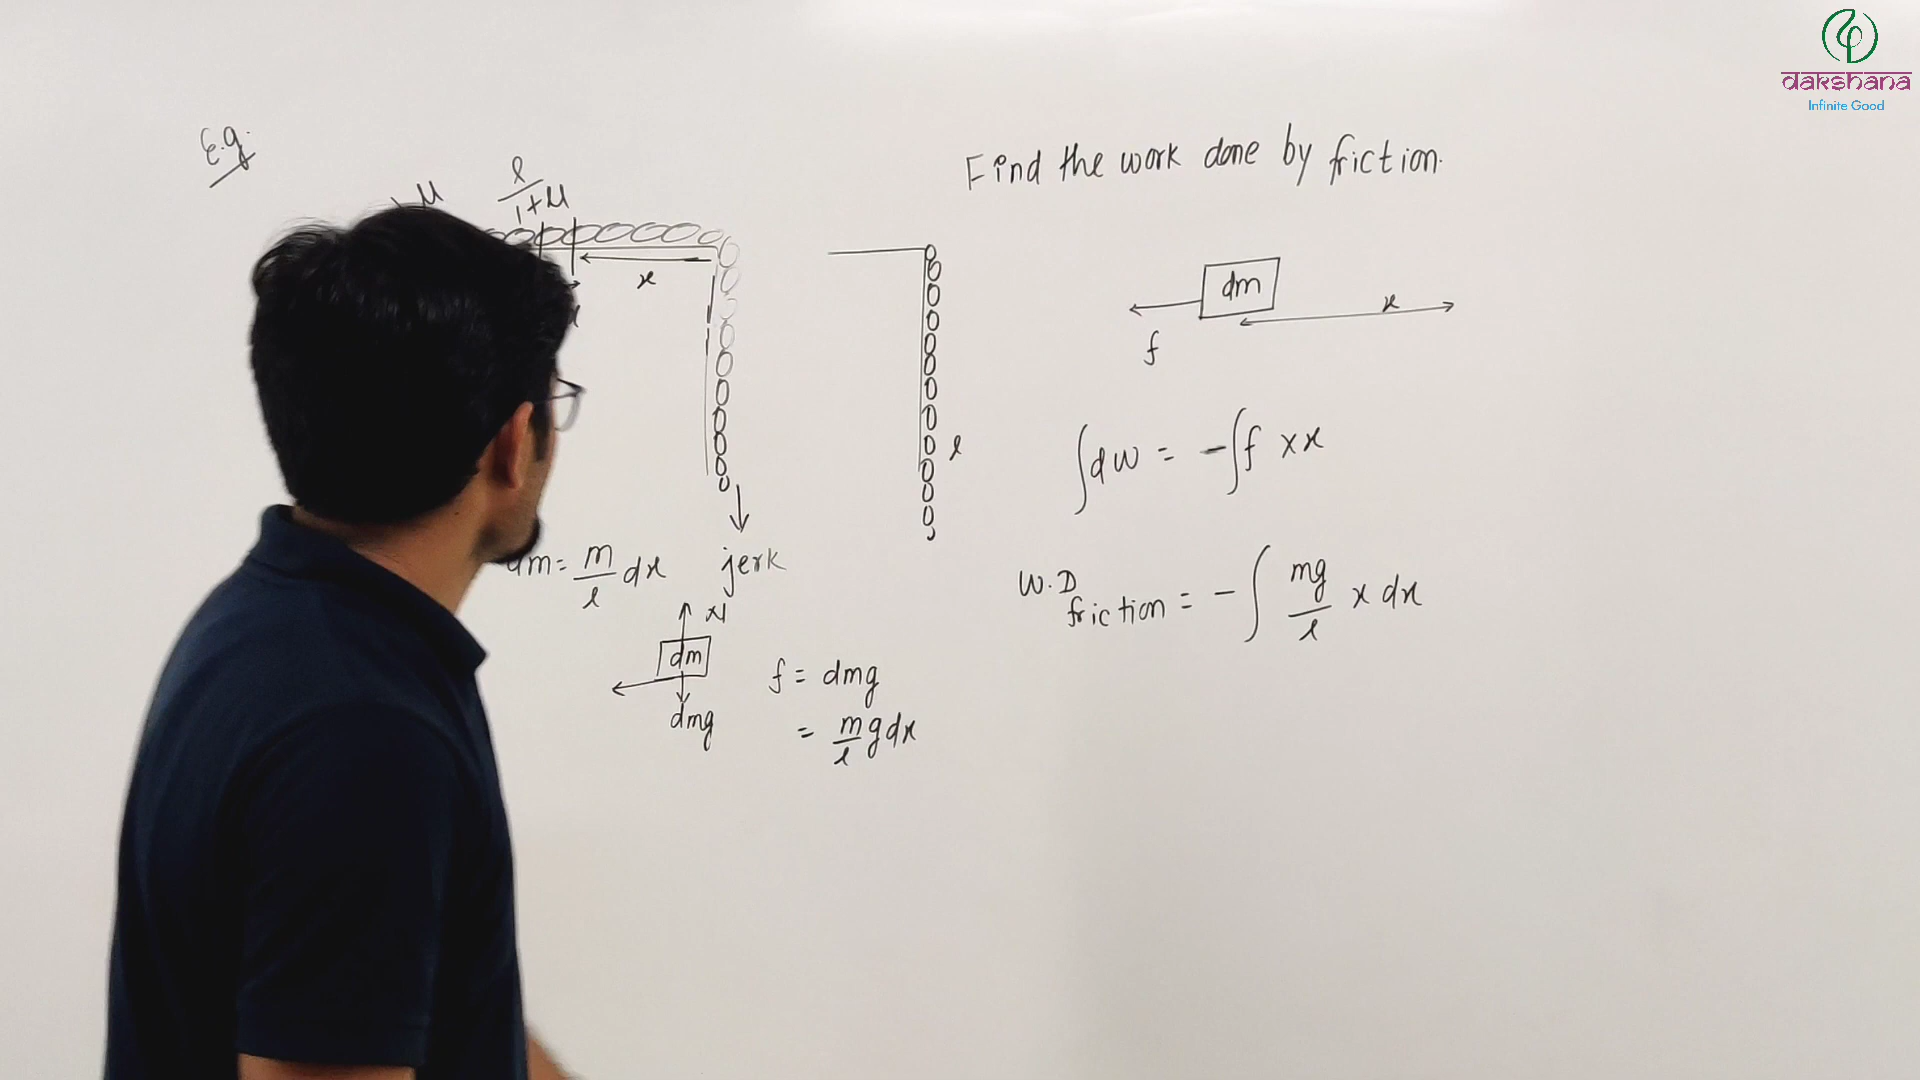 dakshana
Infinite Good
E.g.
Find the work done by friction.
μ
l/(1+μ)
x
dm
x
f
l
∫dw = -∫f × x
dm = m/l dx
jerk
W.D friction = -∫ mg/l x dx
N
dm
dmg
f = dmg
= m/l gdx